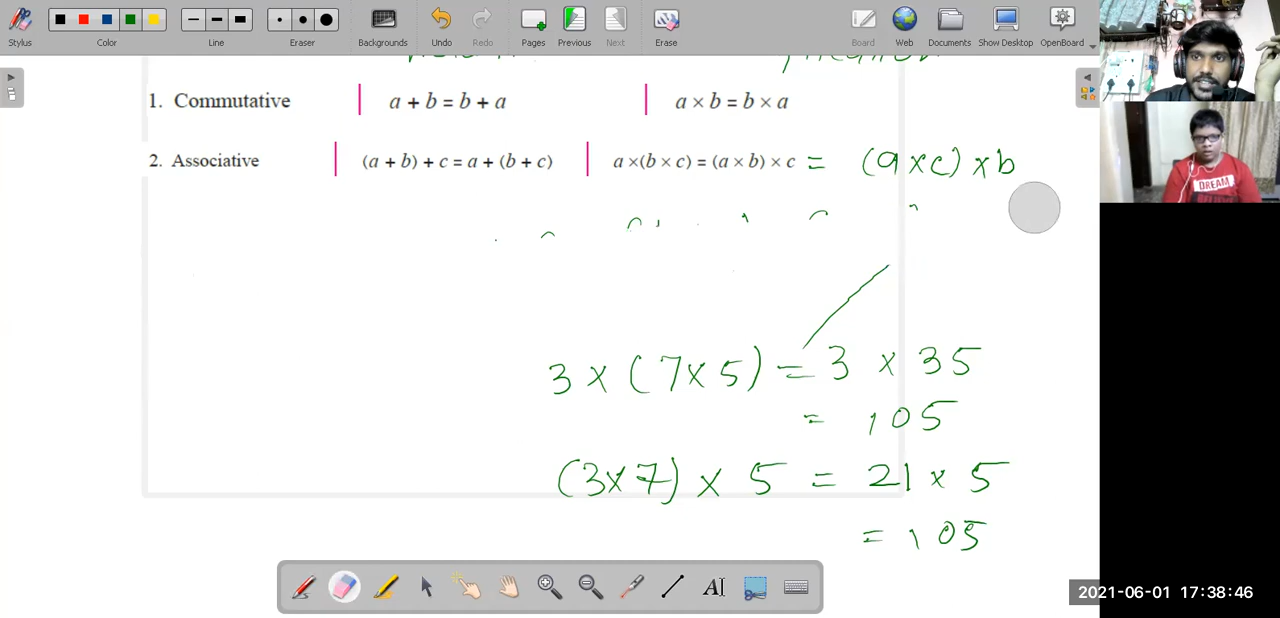 Stylus Color Line Eraser Backgrounds Undo Redo Pages Previous Next Erase Board Web Documents Show Desktop OpenBoard
1. Commutative a + b = b + a a × b = b × a
2. Associative (a + b) + c = a + (b + c) a ×(b × c) = (a × b) × c = (a × c) × b
3 × (7 × 5) = 3 × 35
= 105
(3 × 7) × 5 = 21 × 5
= 105
DREAM
2021-06-01 17:38:46